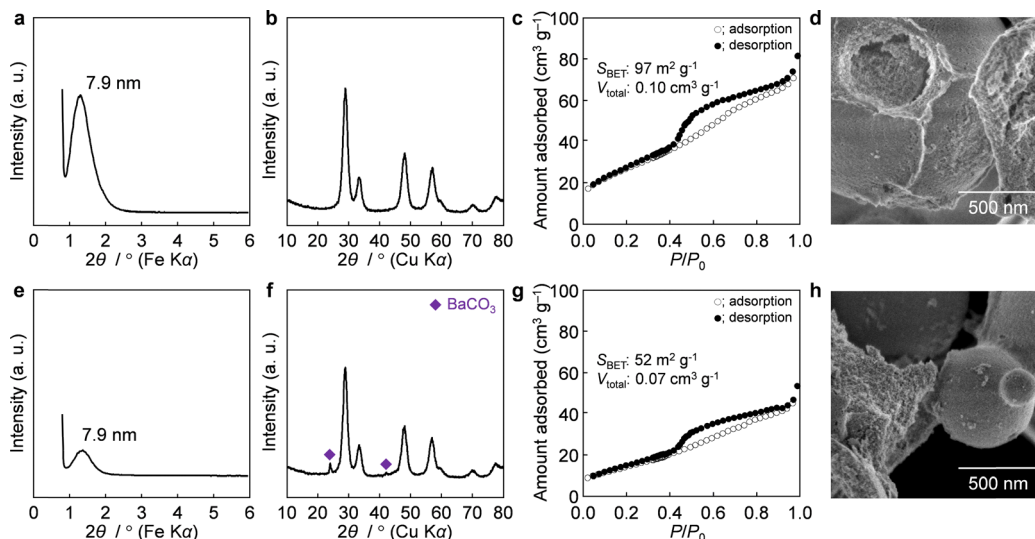 a
7.9 nm
Intensity (a. u.)
0 1 2 3 4 5 6
2θ / ° (Fe Kα)
b
Intensity (a. u.)
10 20 30 40 50 60 70 80
2θ / ° (Cu Kα)
c
○; adsorption
●; desorption
S_BET: 97 m² g⁻¹
V_total: 0.10 cm³ g⁻¹
Amount adsorbed (cm³ g⁻¹)
100
80
60
40
20
0
0.0 0.2 0.4 0.6 0.8 1.0
P/P₀
d
500 nm
e
7.9 nm
Intensity (a. u.)
0 1 2 3 4 5 6
2θ / ° (Fe Kα)
f
◆ BaCO₃
Intensity (a. u.)
10 20 30 40 50 60 70 80
2θ / ° (Cu Kα)
g
○; adsorption
●; desorption
S_BET: 52 m² g⁻¹
V_total: 0.07 cm³ g⁻¹
Amount adsorbed (cm³ g⁻¹)
100
80
60
40
20
0
0.0 0.2 0.4 0.6 0.8 1.0
P/P₀
h
500 nm